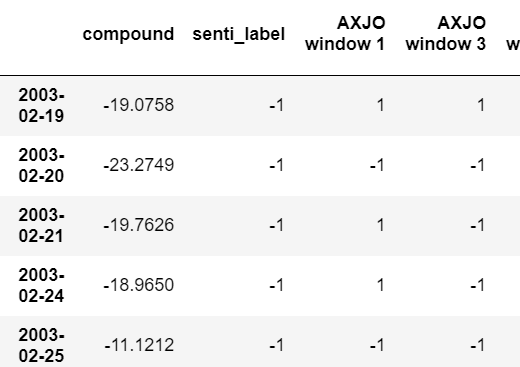 compound senti_label AXJO window 1 AXJO window 3 w
2003-02-19 -19.0758 -1 1 1
2003-02-20 -23.2749 -1 -1 -1
2003-02-21 -19.7626 -1 1 -1
2003-02-24 -18.9650 -1 1 -1
2003-02-25 -11.1212 -1 -1 -1